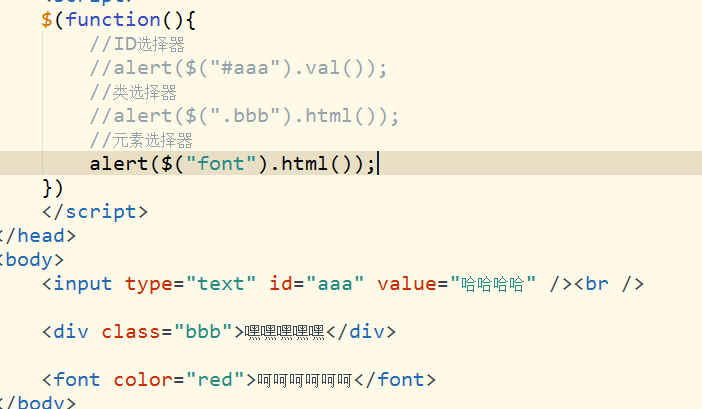 <script>
$(function(){
//ID选择器
//alert($("#aaa").val());
//类选择器
//alert($(".bbb").html());
//元素选择器
alert($("font").html());
})
</script>
</head>
<body>
<input type="text" id="aaa" value="哈哈哈哈" /><br />
<div class="bbb">嘿嘿嘿嘿嘿</div>
<font color="red">呵呵呵呵呵呵</font>
</body>